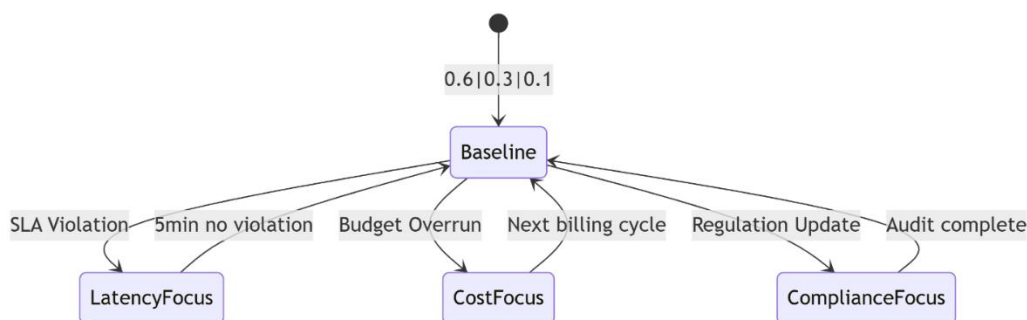 0.6|0.3|0.1
Baseline
SLA Violation
5min no violation
Budget Overrun
Next billing cycle
Regulation Update
Audit complete
LatencyFocus
CostFocus
ComplianceFocus